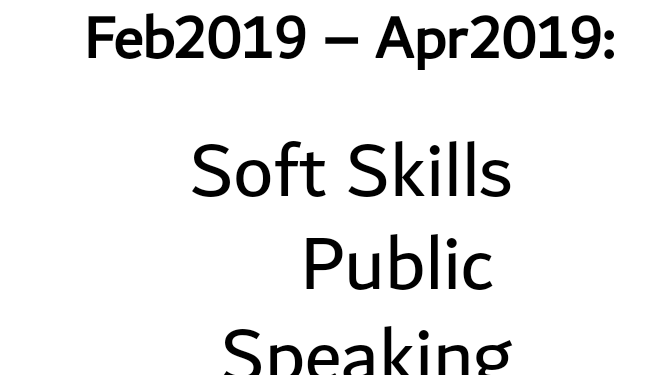 Feb2019 – Apr2019:
Soft Skills
Public
Speaking